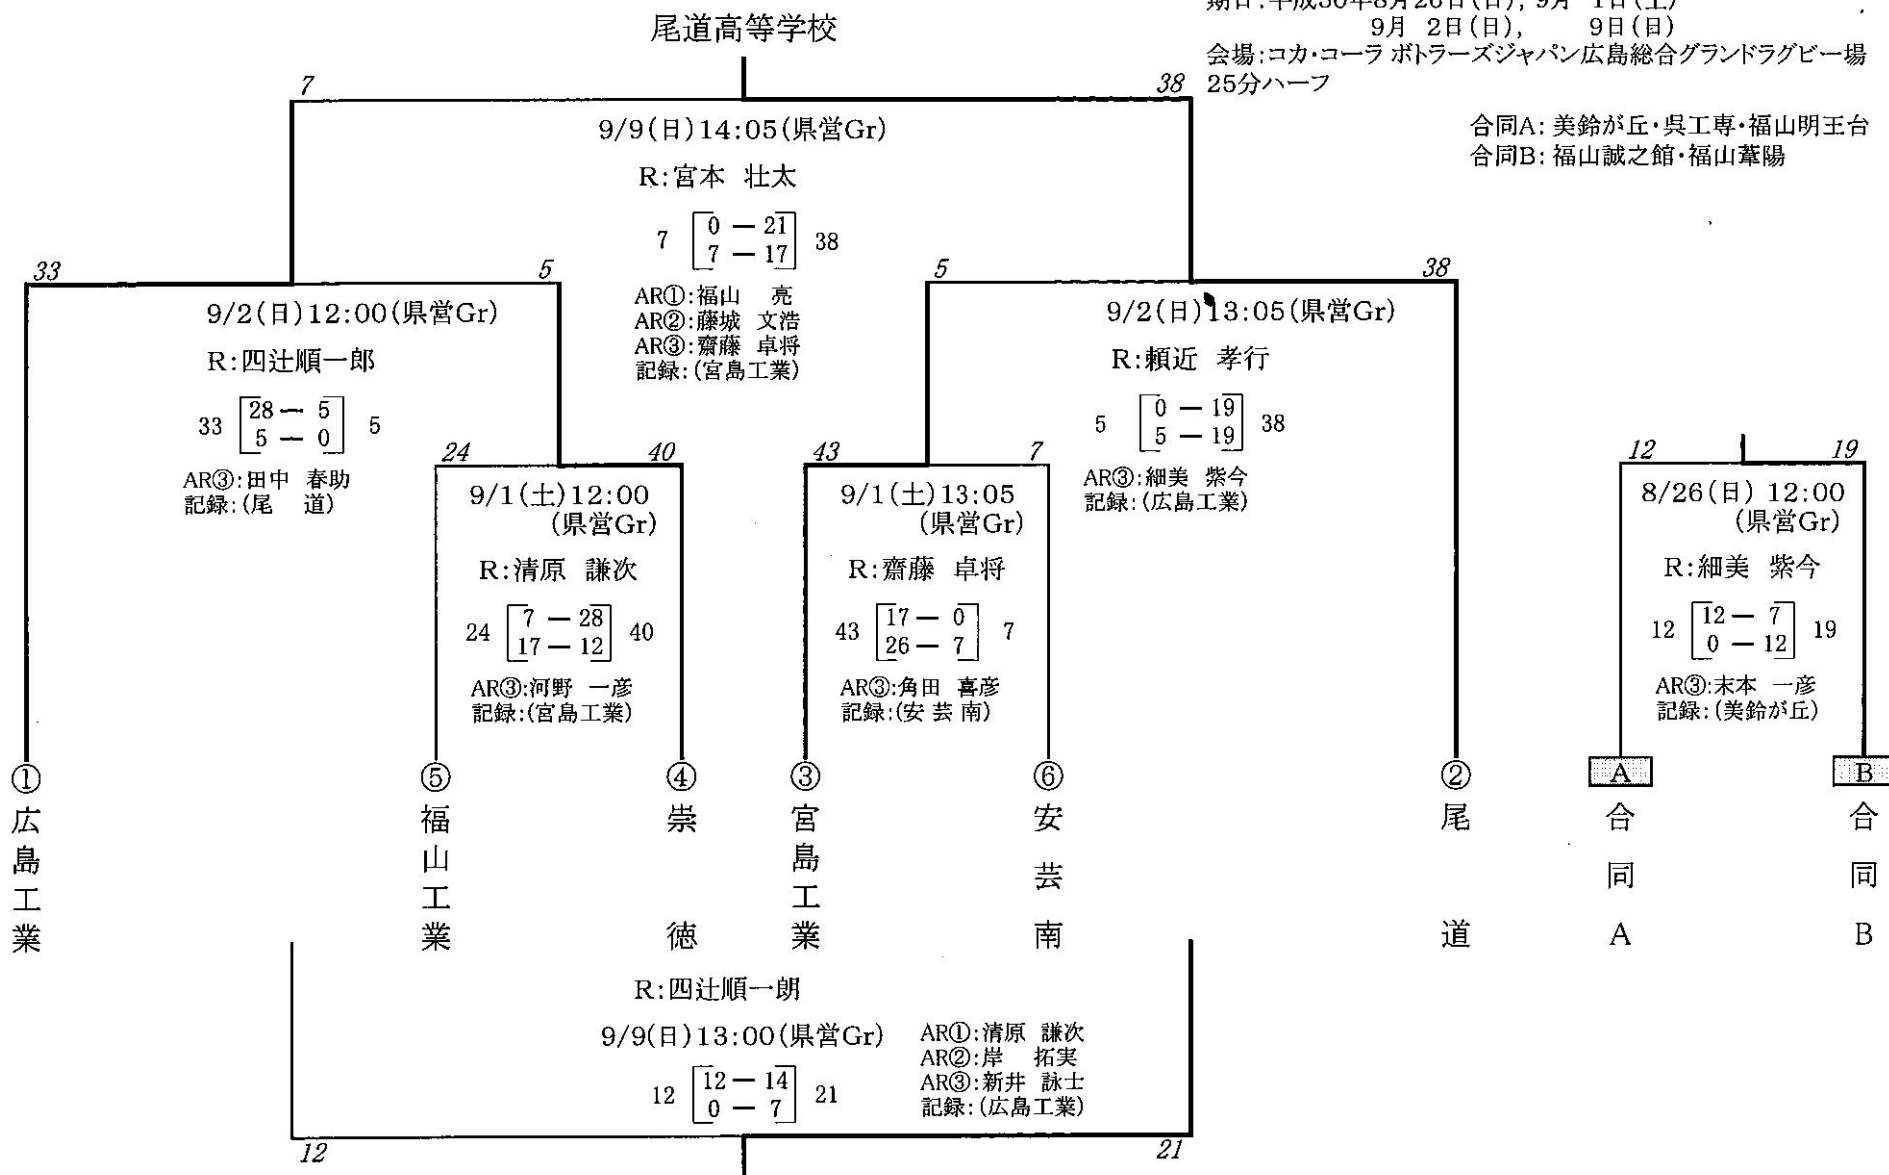 期日:平成30年8月26日(日), 9月 1日(土)
9月 2日(日), 9日(日)
会場:コカ・コーラ ボトラーズジャパン広島総合グランドラグビー場
25分ハーフ
合同A: 美鈴が丘・呉工専・福山明王台
合同B: 福山誠之館・福山葦陽
尾道高等学校
7 38
9/9(日)14:05(県営Gr)
R:宮本 壮太
7 0 ― 21 38
7 ― 17
AR①:福山 亮
AR②:藤城 文浩
AR③:齋藤 卓将
記録:(宮島工業)
33 5
9/2(日)12:00(県営Gr)
R:四辻順一郎
33 28 ― 5 5
5 ― 0
AR③:田中 春助
記録:(尾 道)
5 38
9/2(日)13:05(県営Gr)
R:頼近 孝行
5 0 ― 19 38
5 ― 19
AR③:細美 紫今
記録:(広島工業)
24 40
9/1(土)12:00
(県営Gr)
R:清原 謙次
24 7 ― 28 40
17 ― 12
AR③:河野 一彦
記録:(宮島工業)
43 7
9/1(土)13:05
(県営Gr)
R:齋藤 卓将
43 17 ― 0 7
26 ― 7
AR③:角田 喜彦
記録:(安芸南)
12 19
8/26(日) 12:00
(県営Gr)
R:細美 紫今
12 12 ― 7 19
0 ― 12
AR③:末本 一彦
記録:(美鈴が丘)
①広島工業
⑤福山工業
④崇徳
③宮島工業
⑥安芸南
②尾道
A 合同A
B 合同B
R:四辻順一朗
9/9(日)13:00(県営Gr)
12 12 ― 14 21
0 ― 7
AR①:清原 謙次
AR②:岸 拓実
AR③:新井 詠士
記録:(広島工業)
12 21